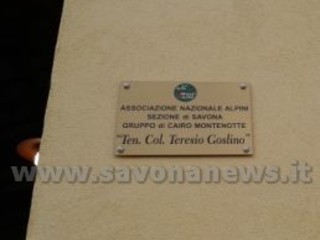 ASSOCIAZIONE NAZIONALE ALPINI
SEZIONE di SAVONA
GRUPPO di CAIRO MONTENOTTE
"Ten. Col. Teresio Goslino"
www.savonanews.it